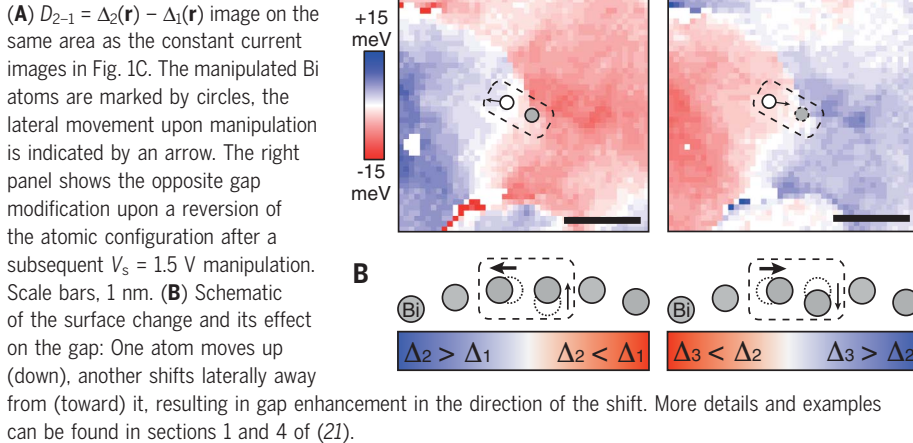 (A) D2−1 = Δ2(r) − Δ1(r) image on the
same area as the constant current
images in Fig. 1C. The manipulated Bi
atoms are marked by circles, the
lateral movement upon manipulation
is indicated by an arrow. The right
panel shows the opposite gap
modification upon a reversion of
the atomic configuration after a
subsequent Vs = 1.5 V manipulation.
Scale bars, 1 nm. (B) Schematic
of the surface change and its effect
on the gap: One atom moves up
(down), another shifts laterally away
from (toward) it, resulting in gap enhancement in the direction of the shift. More details and examples
can be found in sections 1 and 4 of (21).
+15
meV
-15
meV
B
Bi
Bi
Δ2 > Δ1
Δ2 < Δ1
Δ3 < Δ2
Δ3 > Δ2